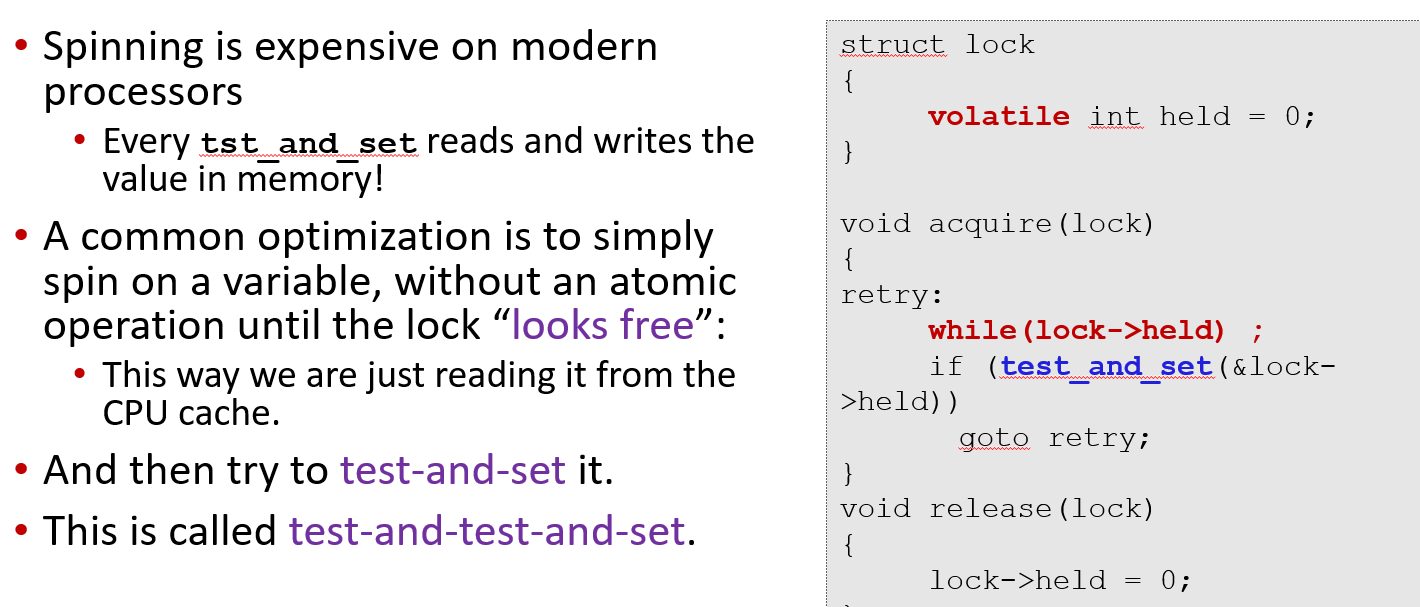 • Spinning is expensive on modern
processors
• Every tst_and_set reads and writes the
value in memory!
• A common optimization is to simply
spin on a variable, without an atomic
operation until the lock “looks free”:
• This way we are just reading it from the
CPU cache.
• And then try to test-and-set it.
• This is called test-and-test-and-set.
struct lock
{
volatile int held = 0;
}
void acquire(lock)
{
retry:
while(lock->held) ;
if (test_and_set(&lock-
>held))
goto retry;
}
void release(lock)
{
lock->held = 0;